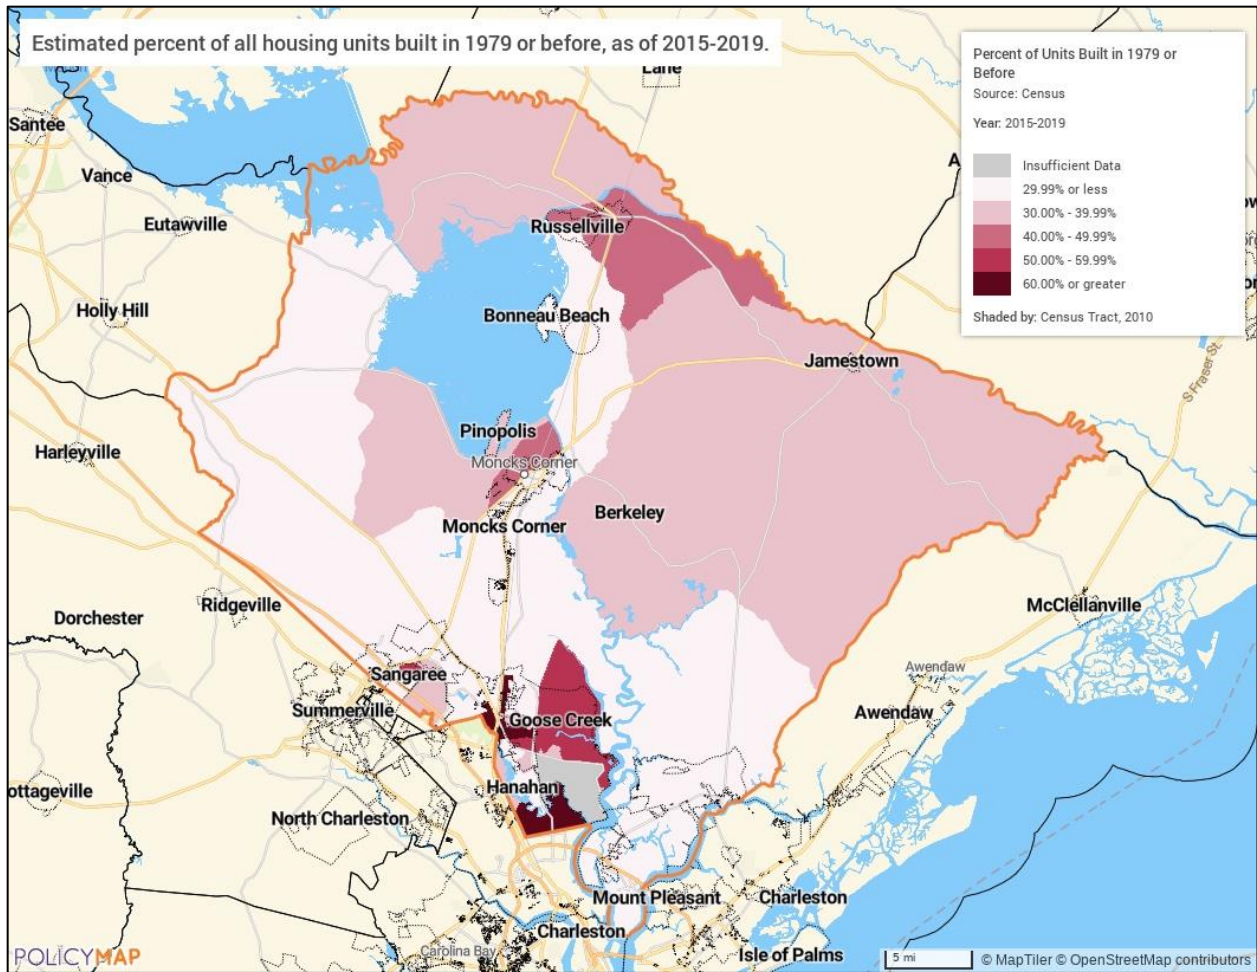 Estimated percent of all housing units built in 1979 or before, as of 2015-2019.
Percent of Units Built in 1979 or
Before
Source: Census
Year: 2015-2019
Insufficient Data
29.99% or less
30.00% - 39.99%
40.00% - 49.99%
50.00% - 59.99%
60.00% or greater
Shaded by: Census Tract, 2010
Lane
Santee
Vance
Eutawville
Russellville
Holly Hill
Bonneau Beach
Jamestown
S Fraser St
Pinopolis
Harleyville
Moncks Corner
Berkeley
Moncks Corner
Ridgeville
McClellanville
Dorchester
Awendaw
Sangaree
Summerville
Goose Creek
Awendaw
Hanahan
ottageville
North Charleston
Mount Pleasant
Charleston
Charleston
Carolina Bay
Isle of Palms
POLICYMAP
5 mi
© MapTiler © OpenStreetMap contributors